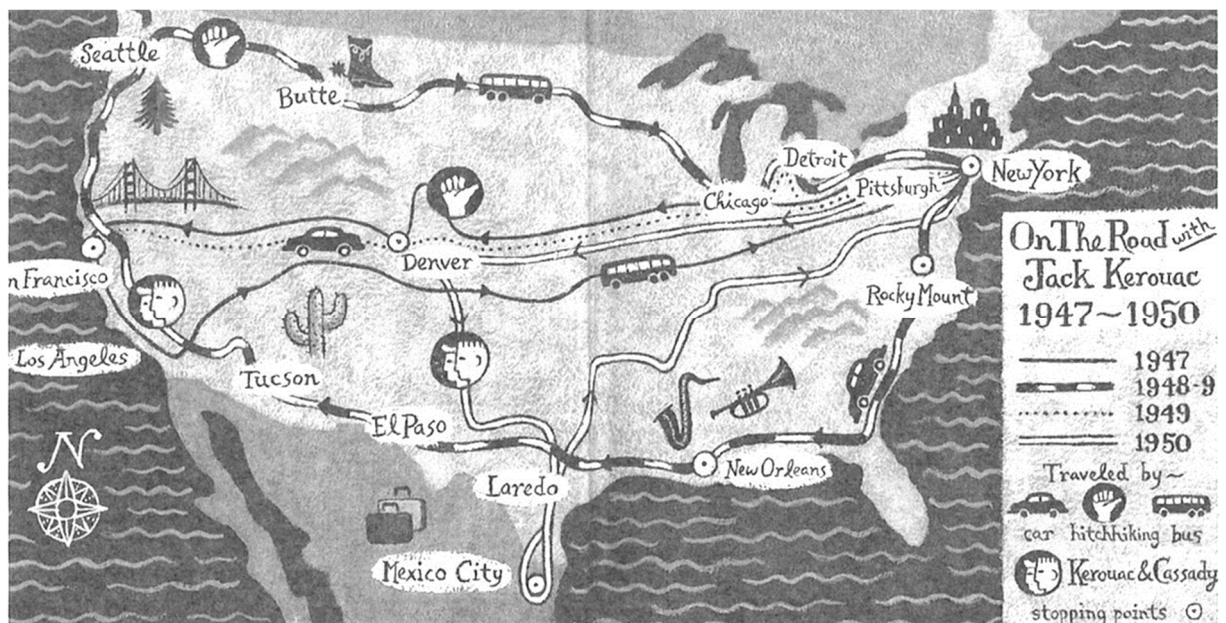 Seattle
Butte
Detroit
New York
Pittsburgh
Chicago
Denver
n Francisco
Rocky Mount
Los Angeles
Tucson
El Paso
New Orleans
Laredo
Mexico City
N
On The Road with
Jack Kerouac
1947~1950
1947
1948-9
1949
1950
Traveled by~
car hitchhiking bus
Kerouac & Cassady
stopping points